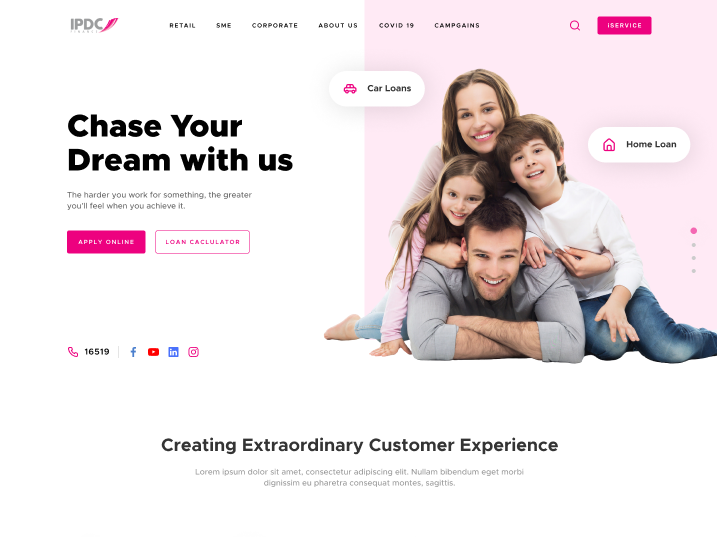 IPDC
FINANCE
RETAIL SME CORPORATE ABOUT US COVID 19 CAMPGAINS
ISERVICE
Car Loans
Home Loan
Chase Your
Dream with us
The harder you work for something, the greater
you'll feel when you achieve it.
APPLY ONLINE
LOAN CACLULATOR
16519
Creating Extraordinary Customer Experience
Lorem ipsum dolor sit amet, consectetur adipiscing elit. Nullam bibendum eget morbi
dignissim eu pharetra consequat montes, sagittis.